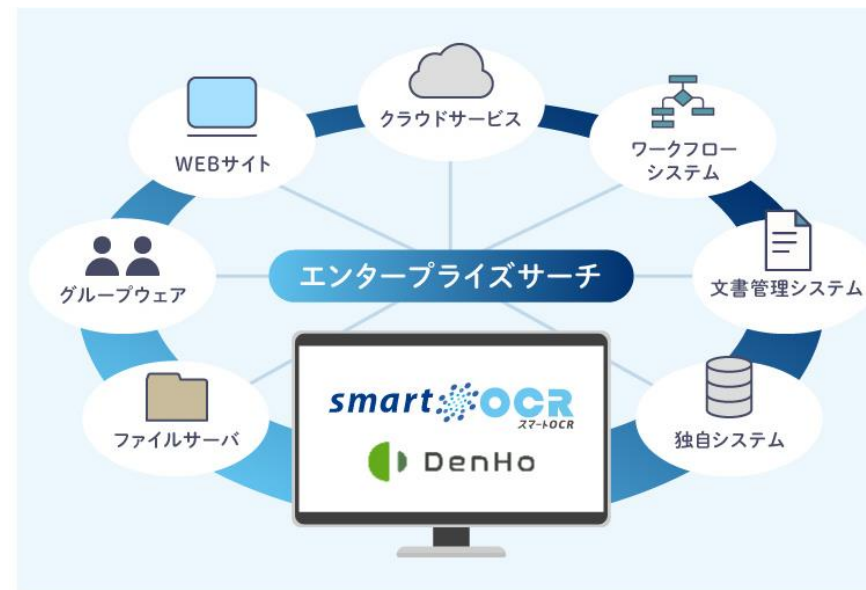 クラウドサービス
WEBサイト
ワークフロー
システム
グループウェア
エンタープライズサーチ
文書管理システム
ファイルサーバ
smart OCR
スマートOCR
DenHo
独自システム